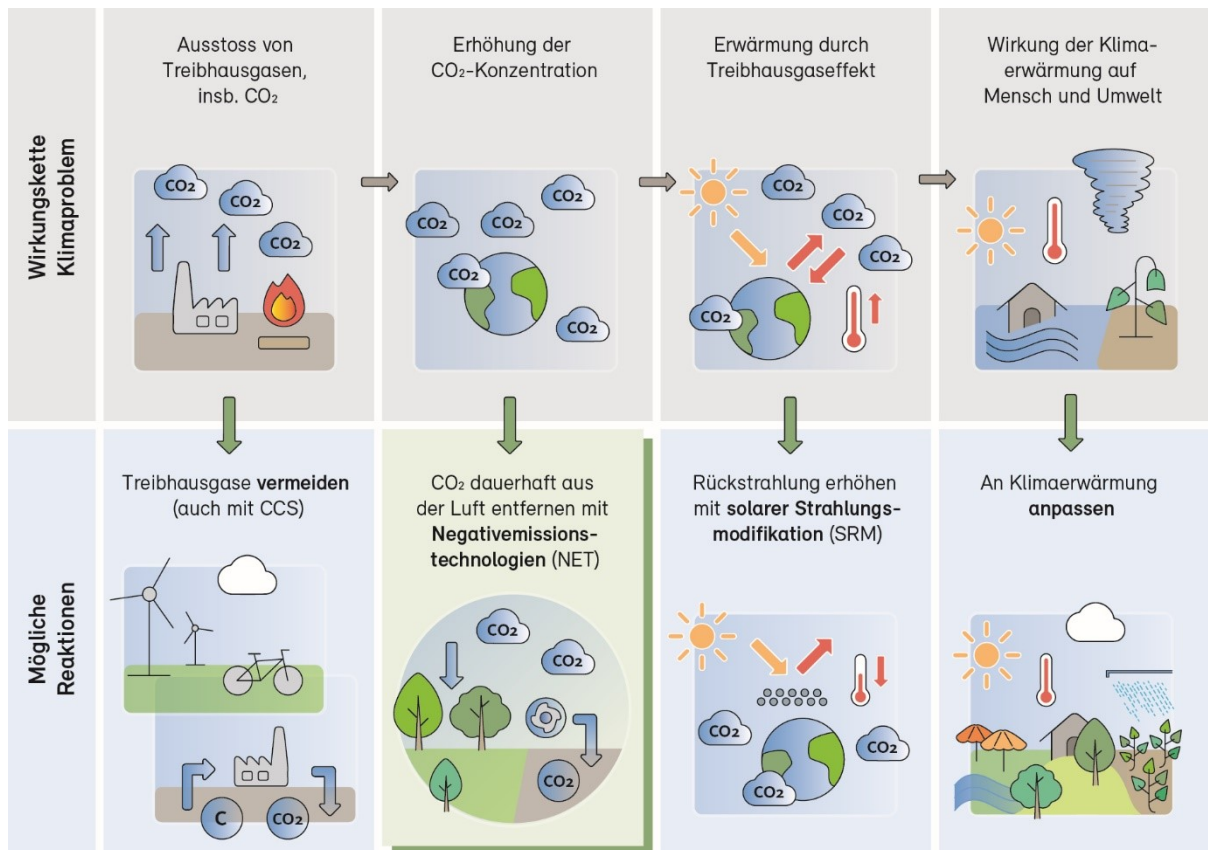 Wirkungskette
Klimaproblem
Ausstoss von
Treibhausgasen,
insb. CO₂
CO₂
CO₂
CO₂
Erhöhung der
CO₂-Konzentration
CO₂
CO₂
CO₂
CO₂
CO₂
Erwärmung durch
Treibhausgaseffekt
CO₂
CO₂
CO₂
CO₂
Wirkung der Klima-
erwärmung auf
Mensch und Umwelt
Mögliche
Reaktionen
Treibhausgase vermeiden
(auch mit CCS)
C
CO₂
CO₂ dauerhaft aus
der Luft entfernen mit
Negativemissions-
technologien (NET)
CO₂
CO₂
CO₂
Rückstrahlung erhöhen
mit solarer Strahlungs-
modifikation (SRM)
CO₂
CO₂
CO₂
An Klimaerwärmung
anpassen